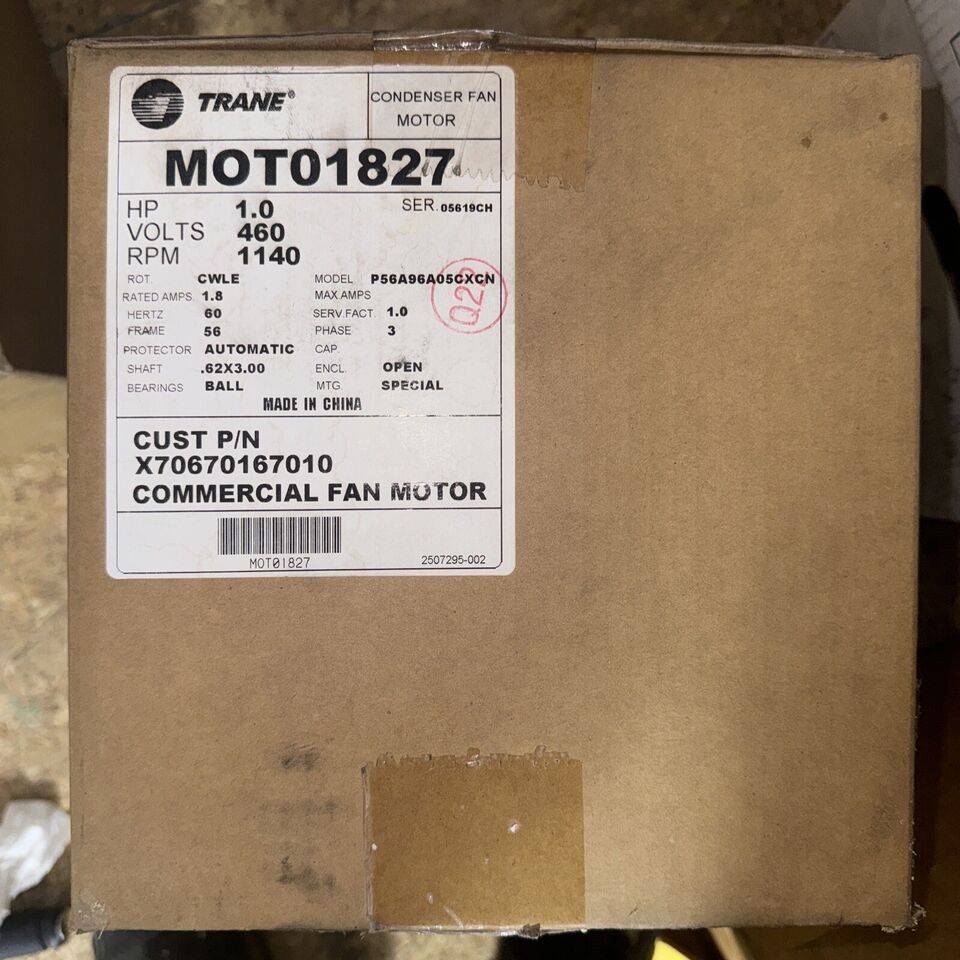 TRANE®
CONDENSER FAN
MOTOR
MOT01827
HP 1.0 SER. 05619CH
VOLTS 460
RPM 1140
ROT. CWLE MODEL P56A96A05CXCN
RATED AMPS. 1.8 MAX.AMPS
HERTZ 60 SERV.FACT. 1.0
FRAME 56 PHASE 3
PROTECTOR AUTOMATIC CAP.
SHAFT .62X3.00 ENCL. OPEN
BEARINGS BALL MTG SPECIAL
MADE IN CHINA
CUST P/N
X70670167010
COMMERCIAL FAN MOTOR
MOT01827 2507295-002